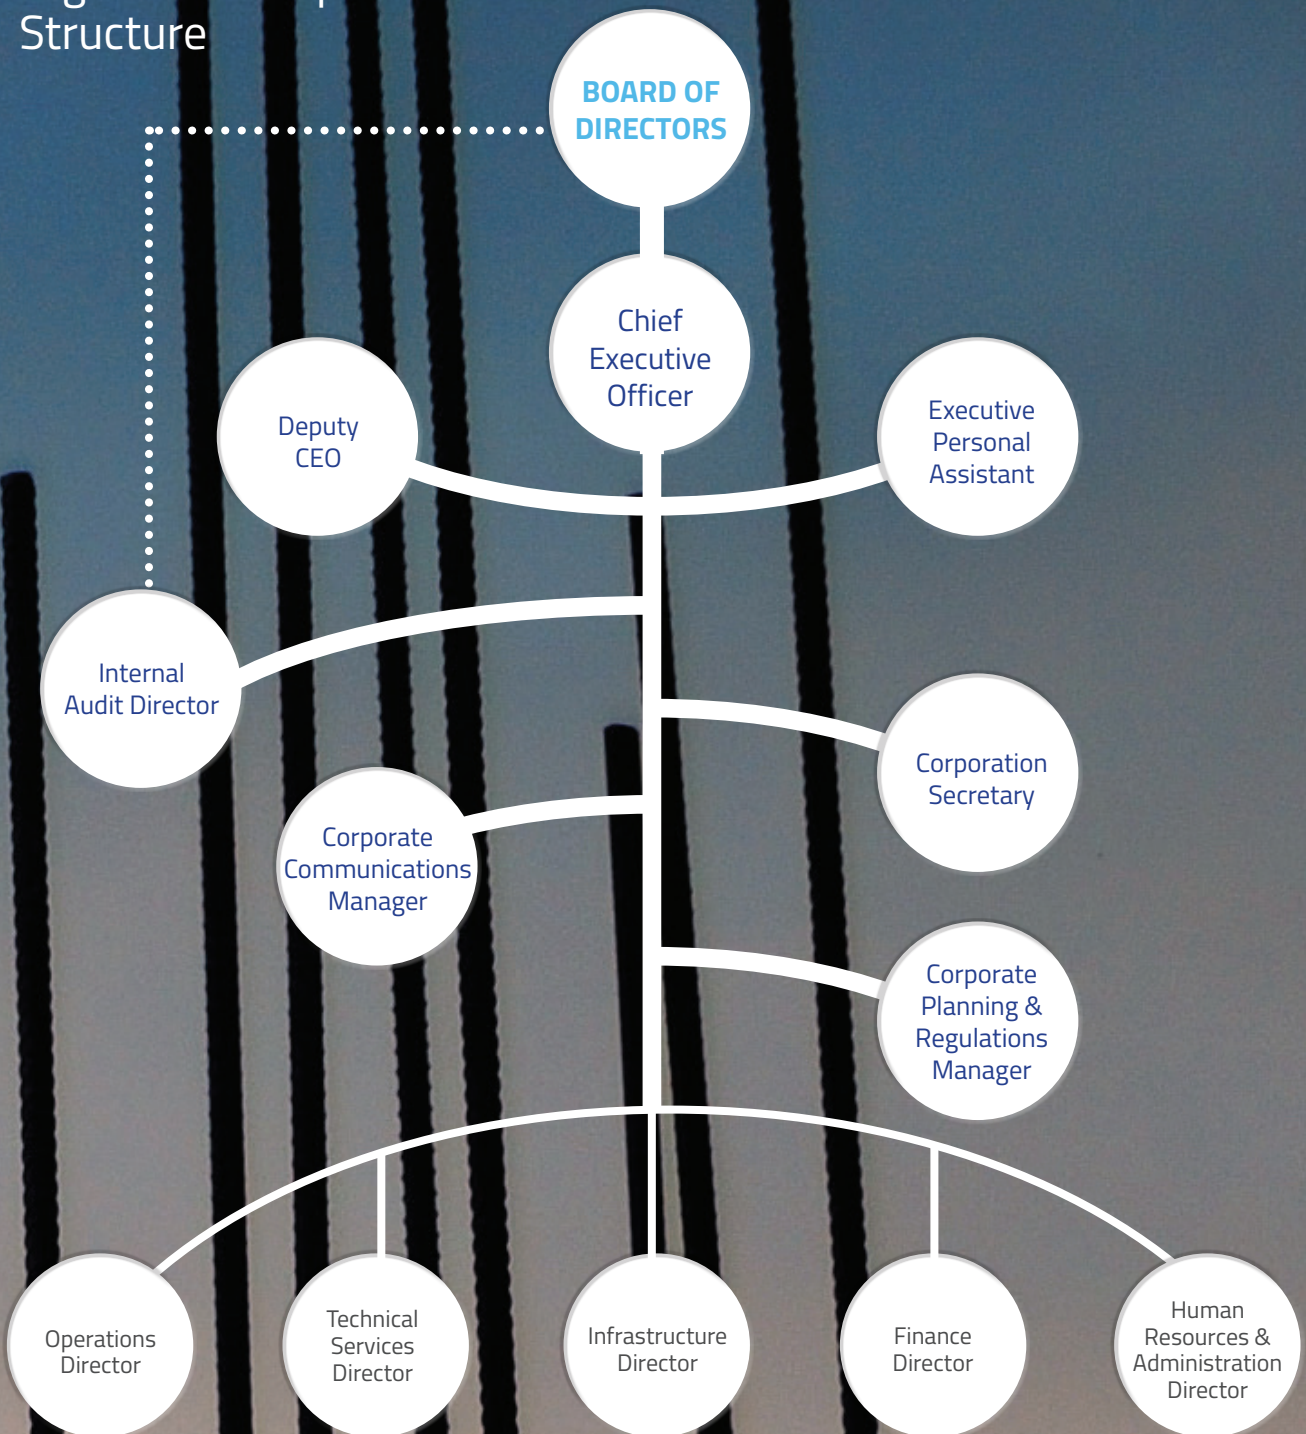 Structure
BOARD OF
DIRECTORS
Chief
Executive
Officer
Deputy
CEO
Executive
Personal
Assistant
Internal
Audit Director
Corporation
Secretary
Corporate
Communications
Manager
Corporate
Planning &
Regulations
Manager
Operations
Director
Technical
Services
Director
Infrastructure
Director
Finance
Director
Human
Resources &
Administration
Director